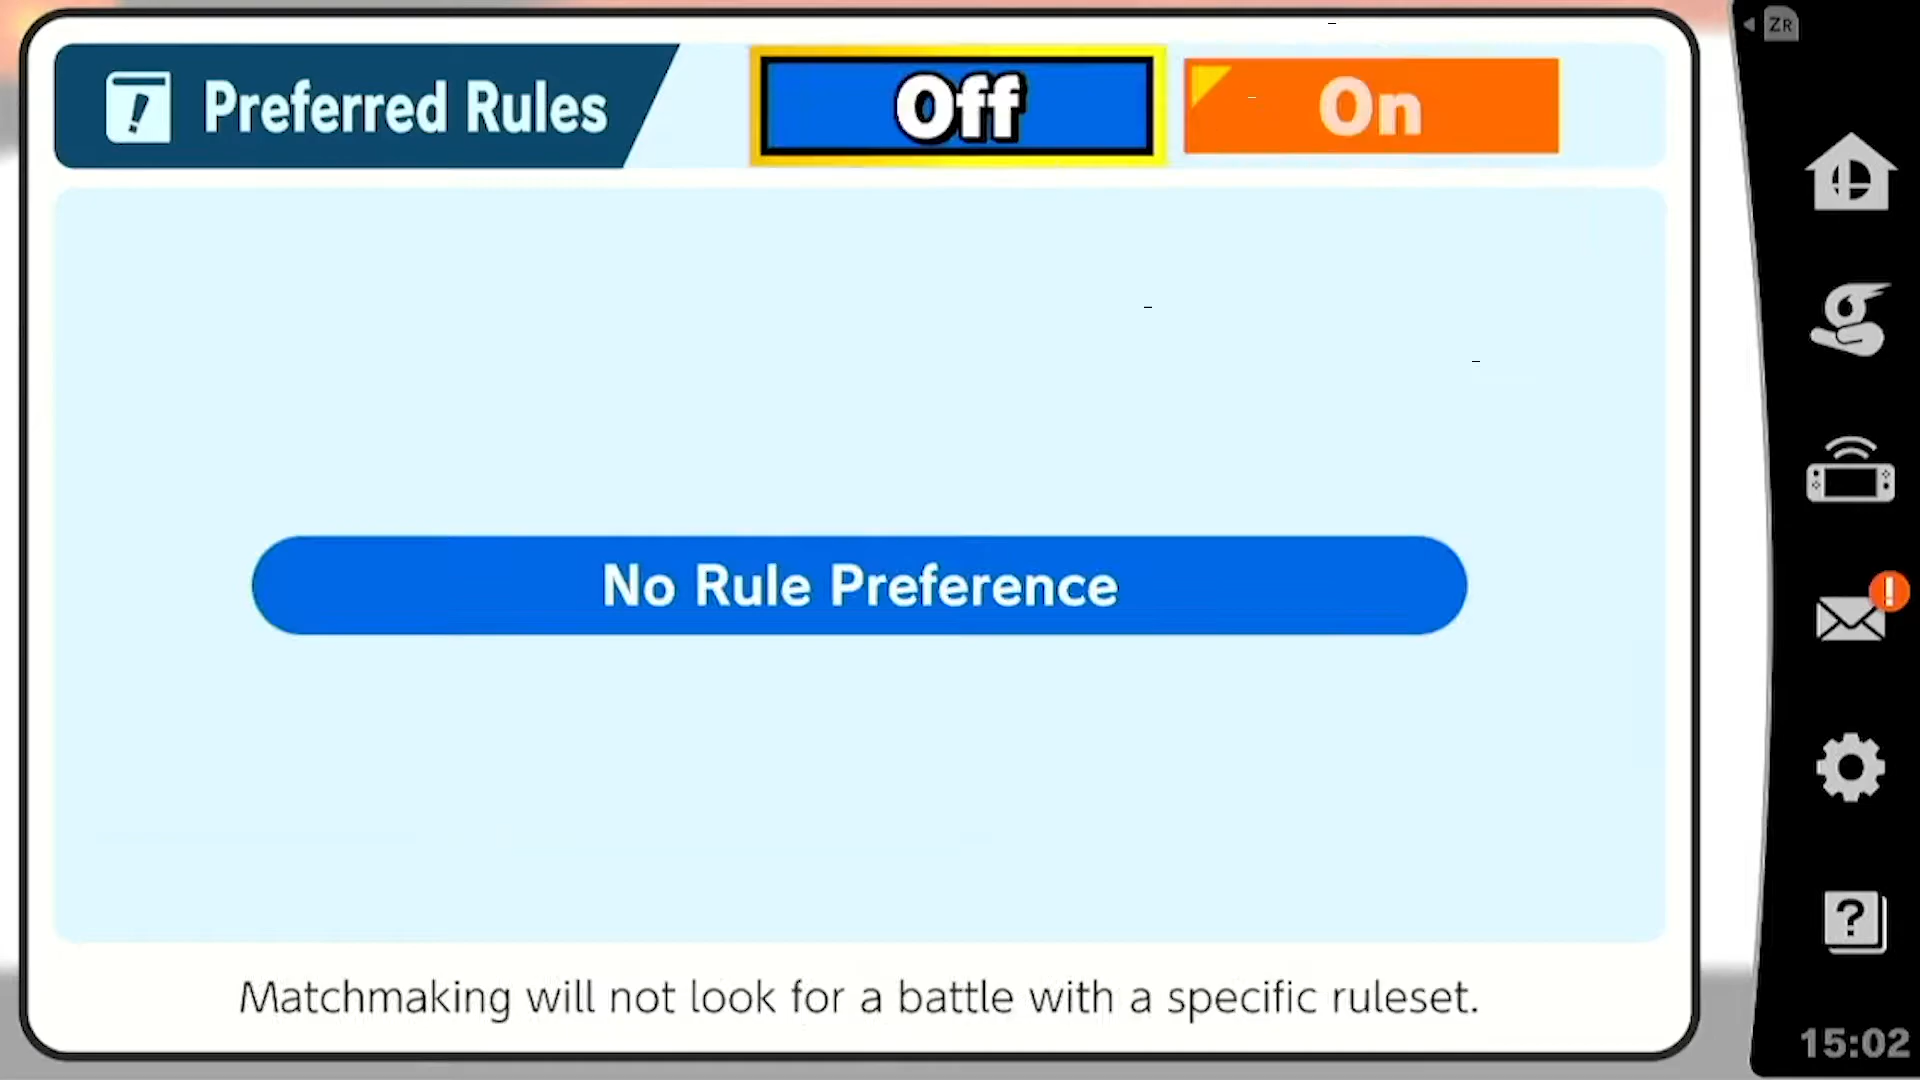 Preferred Rules
Off
On
ZR
No Rule Preference
!
?
Matchmaking will not look for a battle with a specific ruleset.
15:02